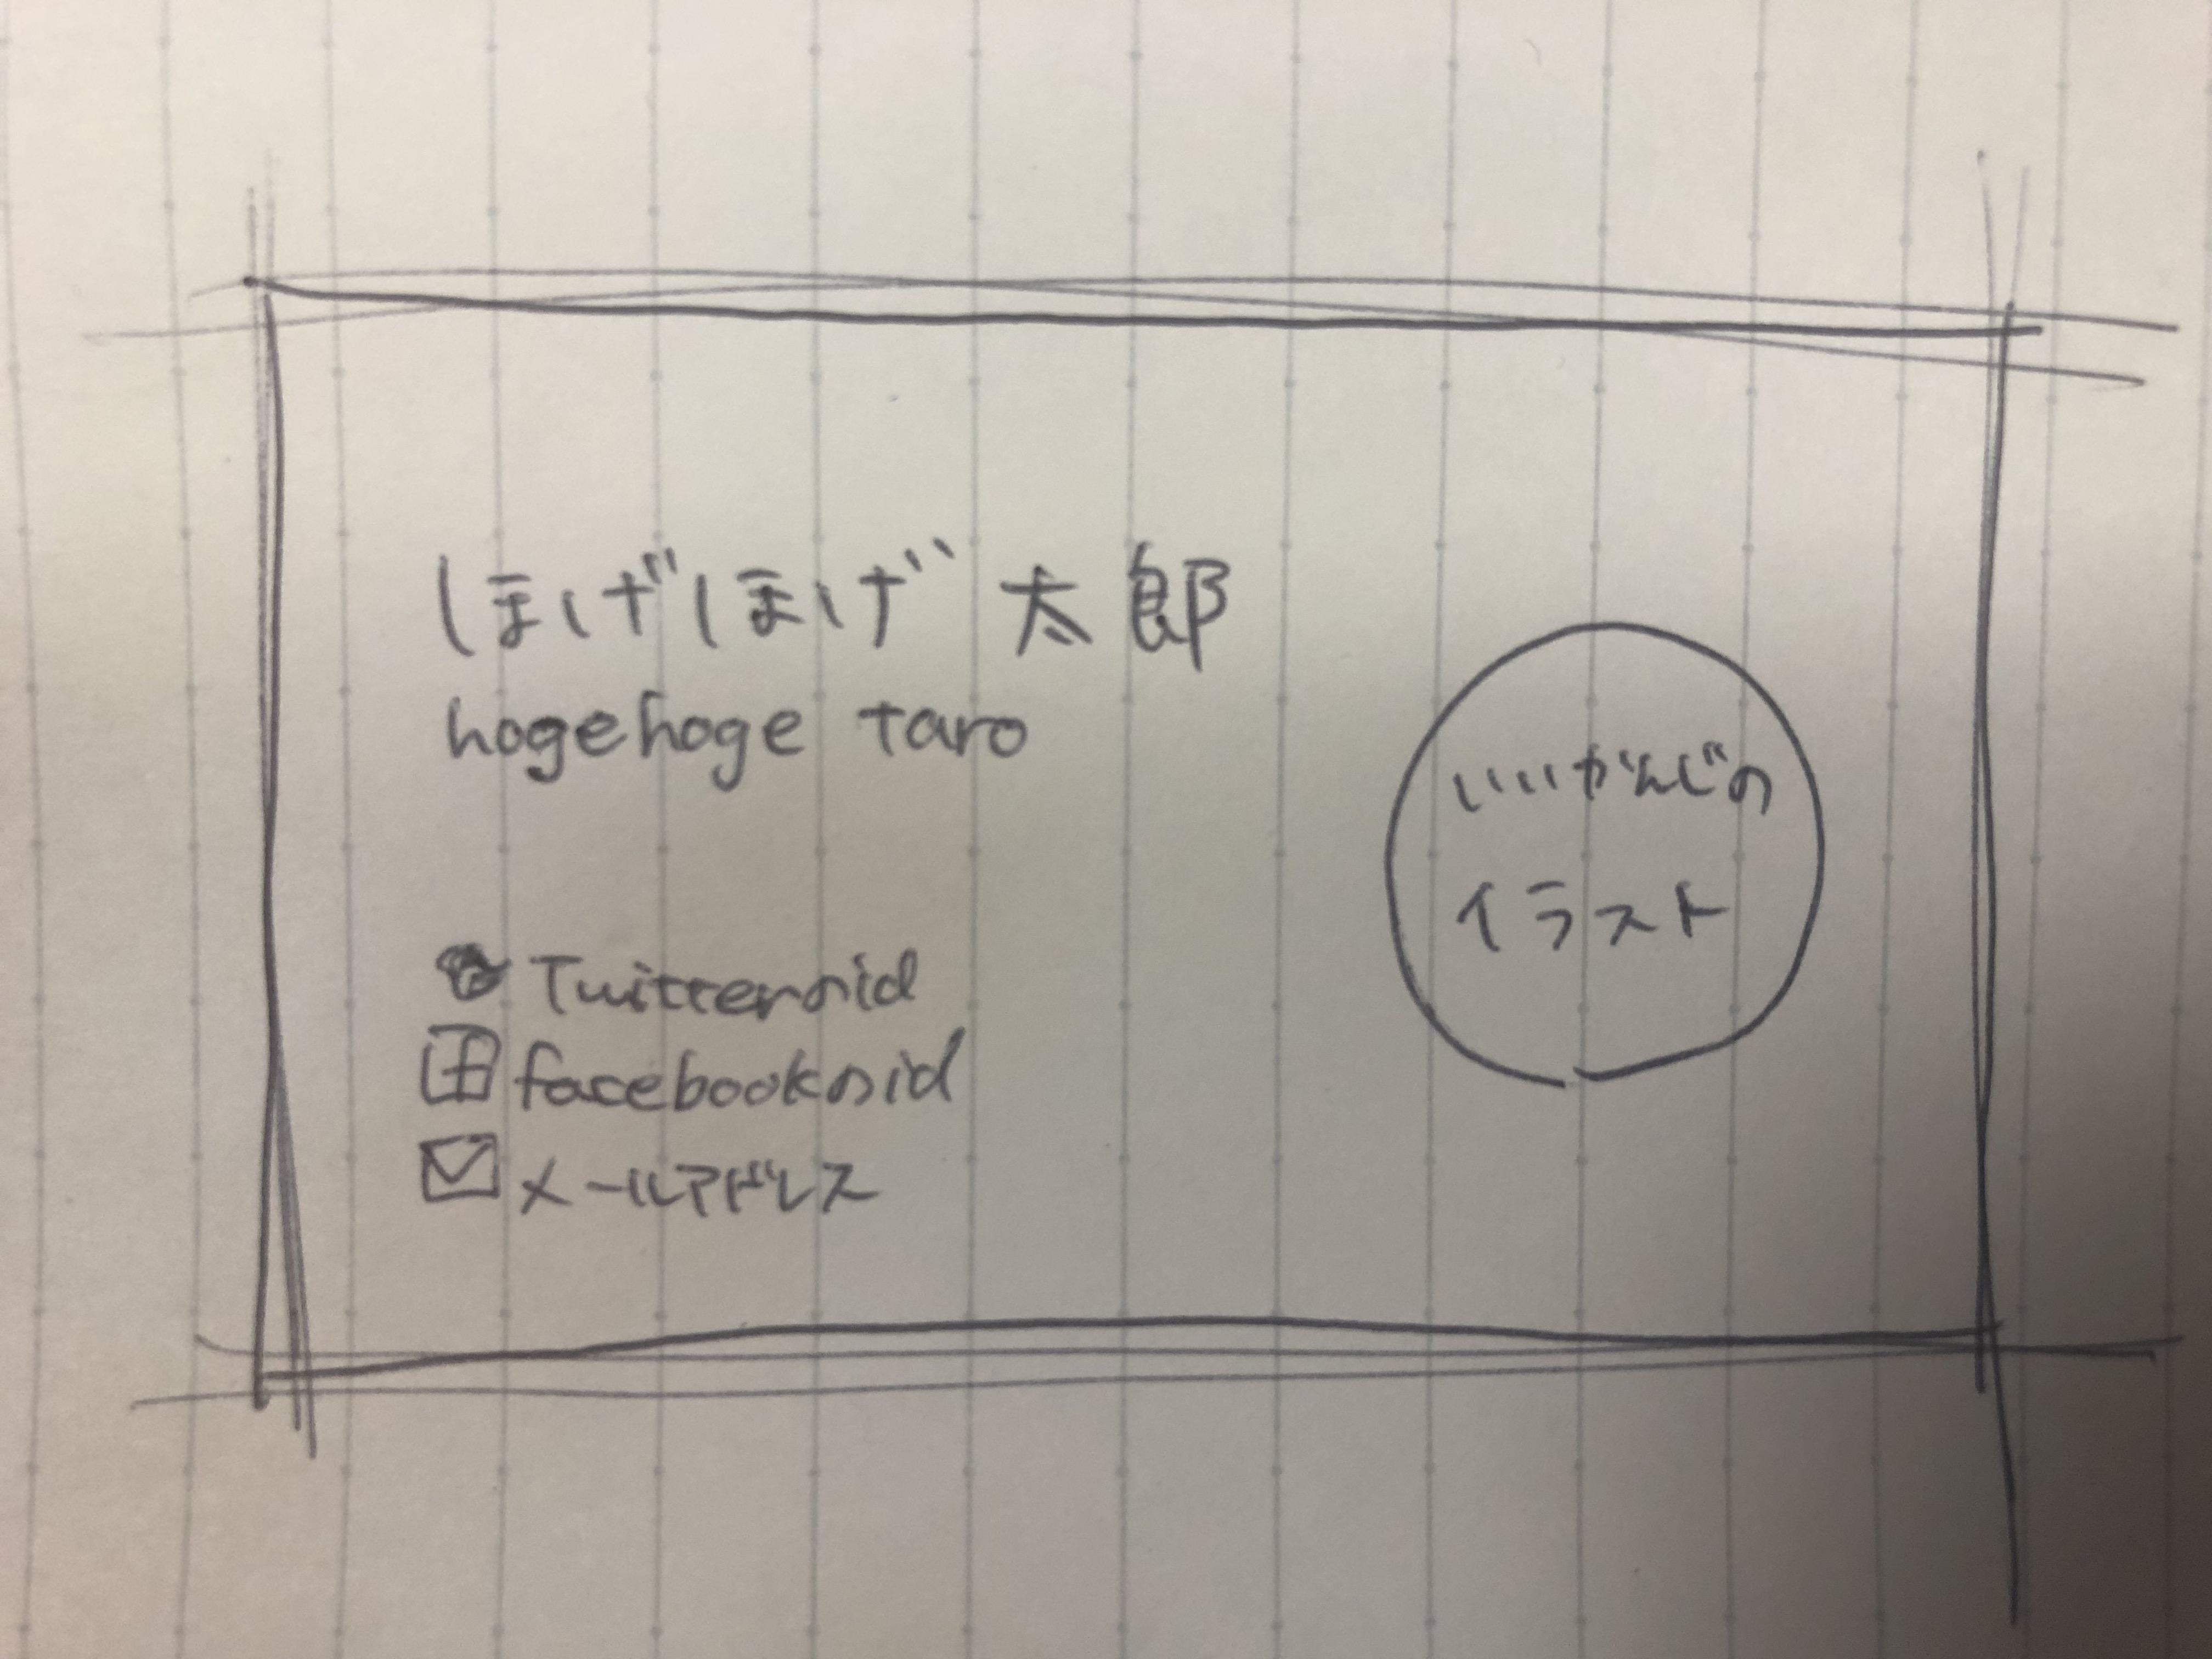 ほげほげ 太郎
hogehoge taro
いいかんじの
イラスト
Twitterのid
facebookのid
メールアドレス